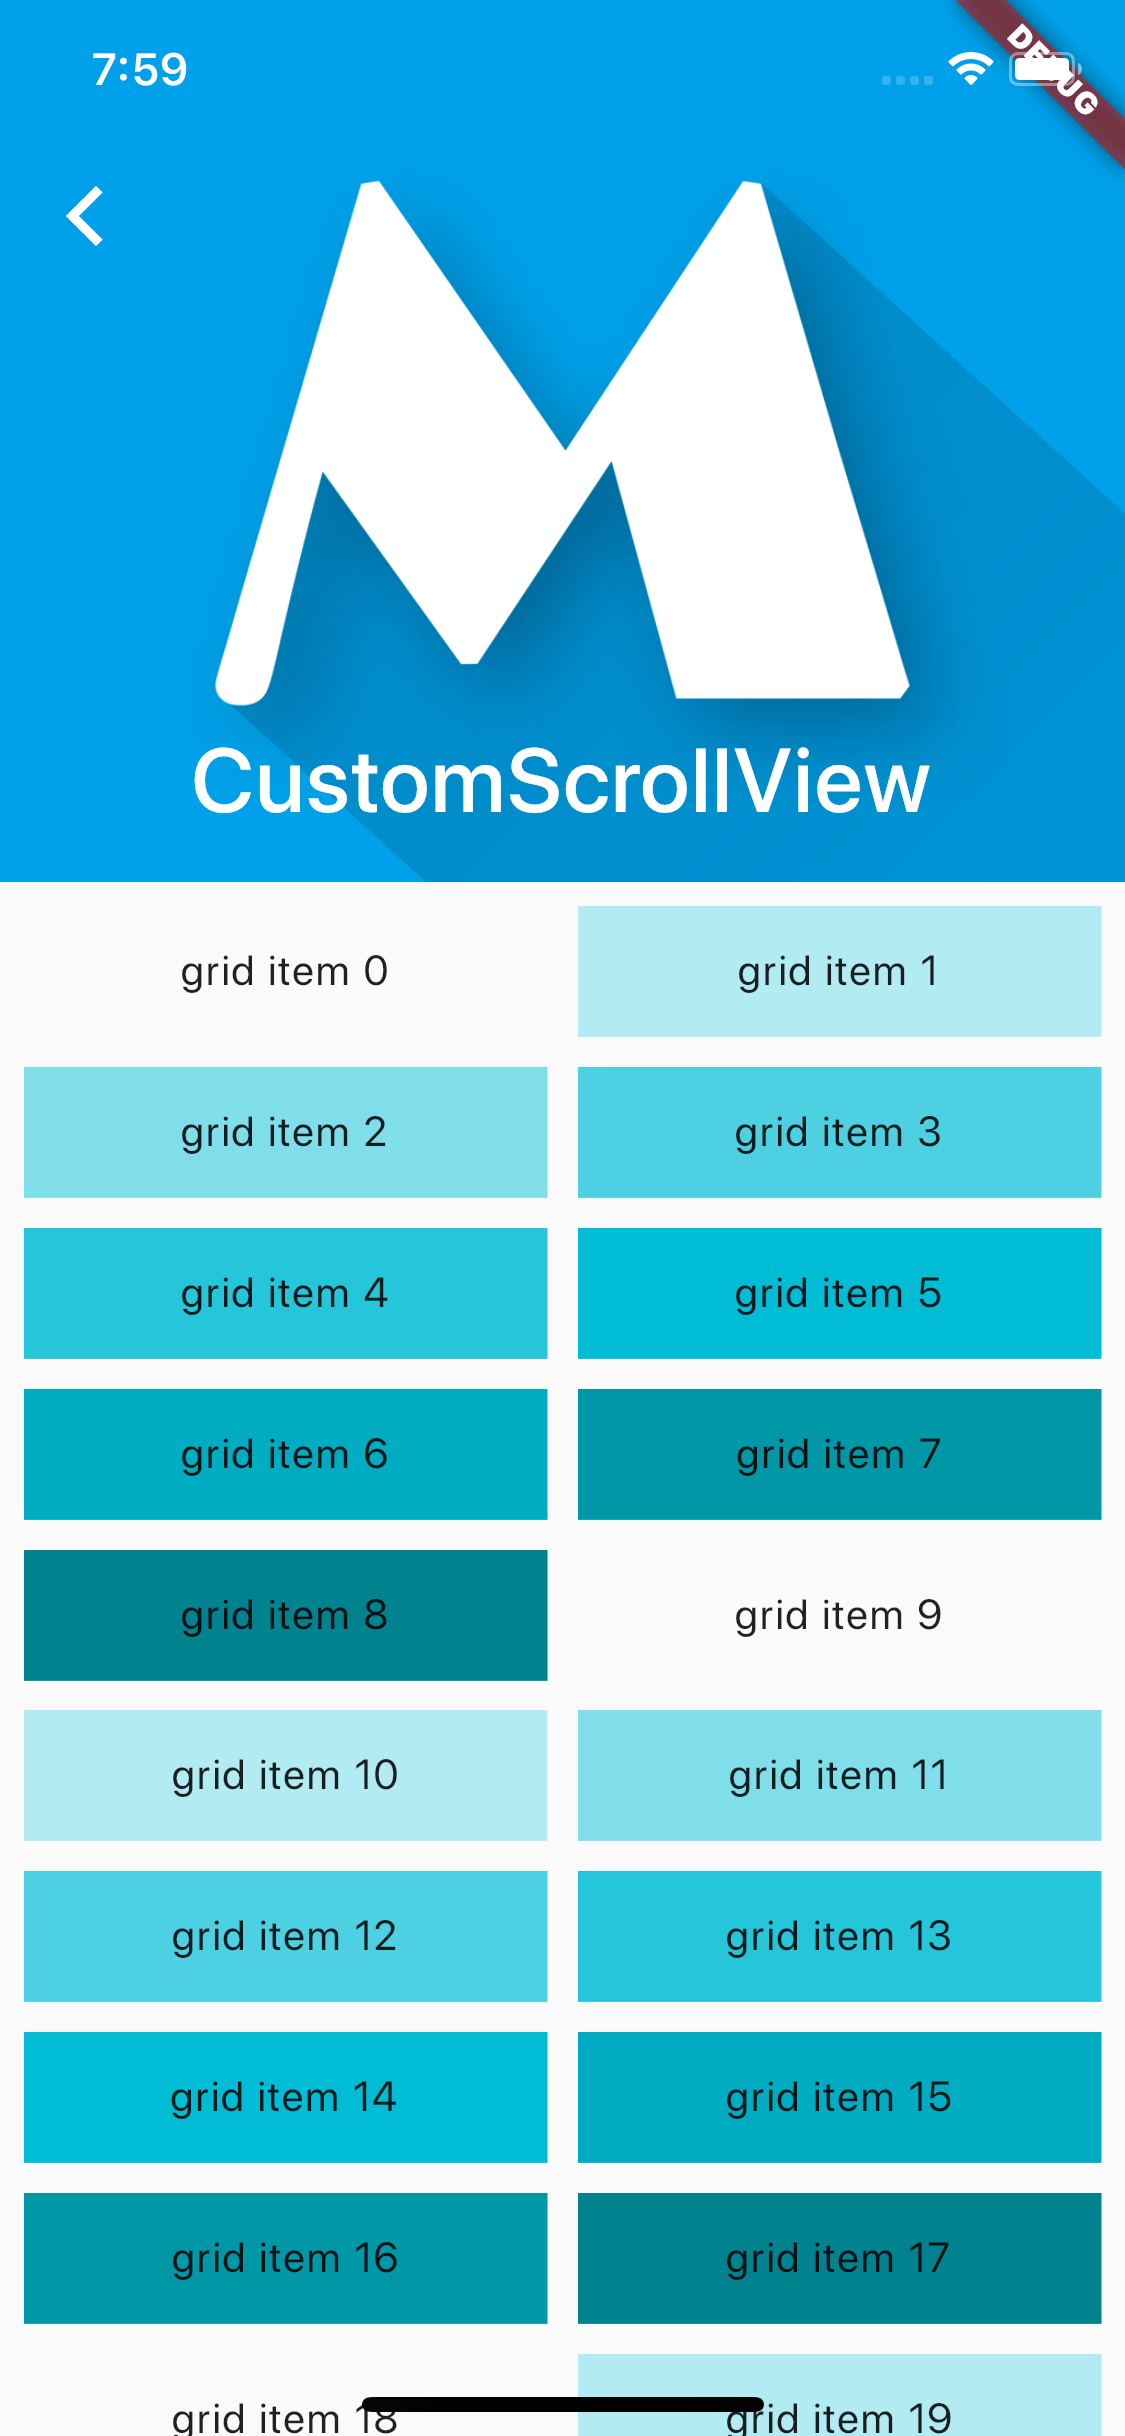 7:59
DEBUG
CustomScrollView
grid item 0
grid item 1
grid item 2
grid item 3
grid item 4
grid item 5
grid item 6
grid item 7
grid item 8
grid item 9
grid item 10
grid item 11
grid item 12
grid item 13
grid item 14
grid item 15
grid item 16
grid item 17
grid item 18
grid item 19